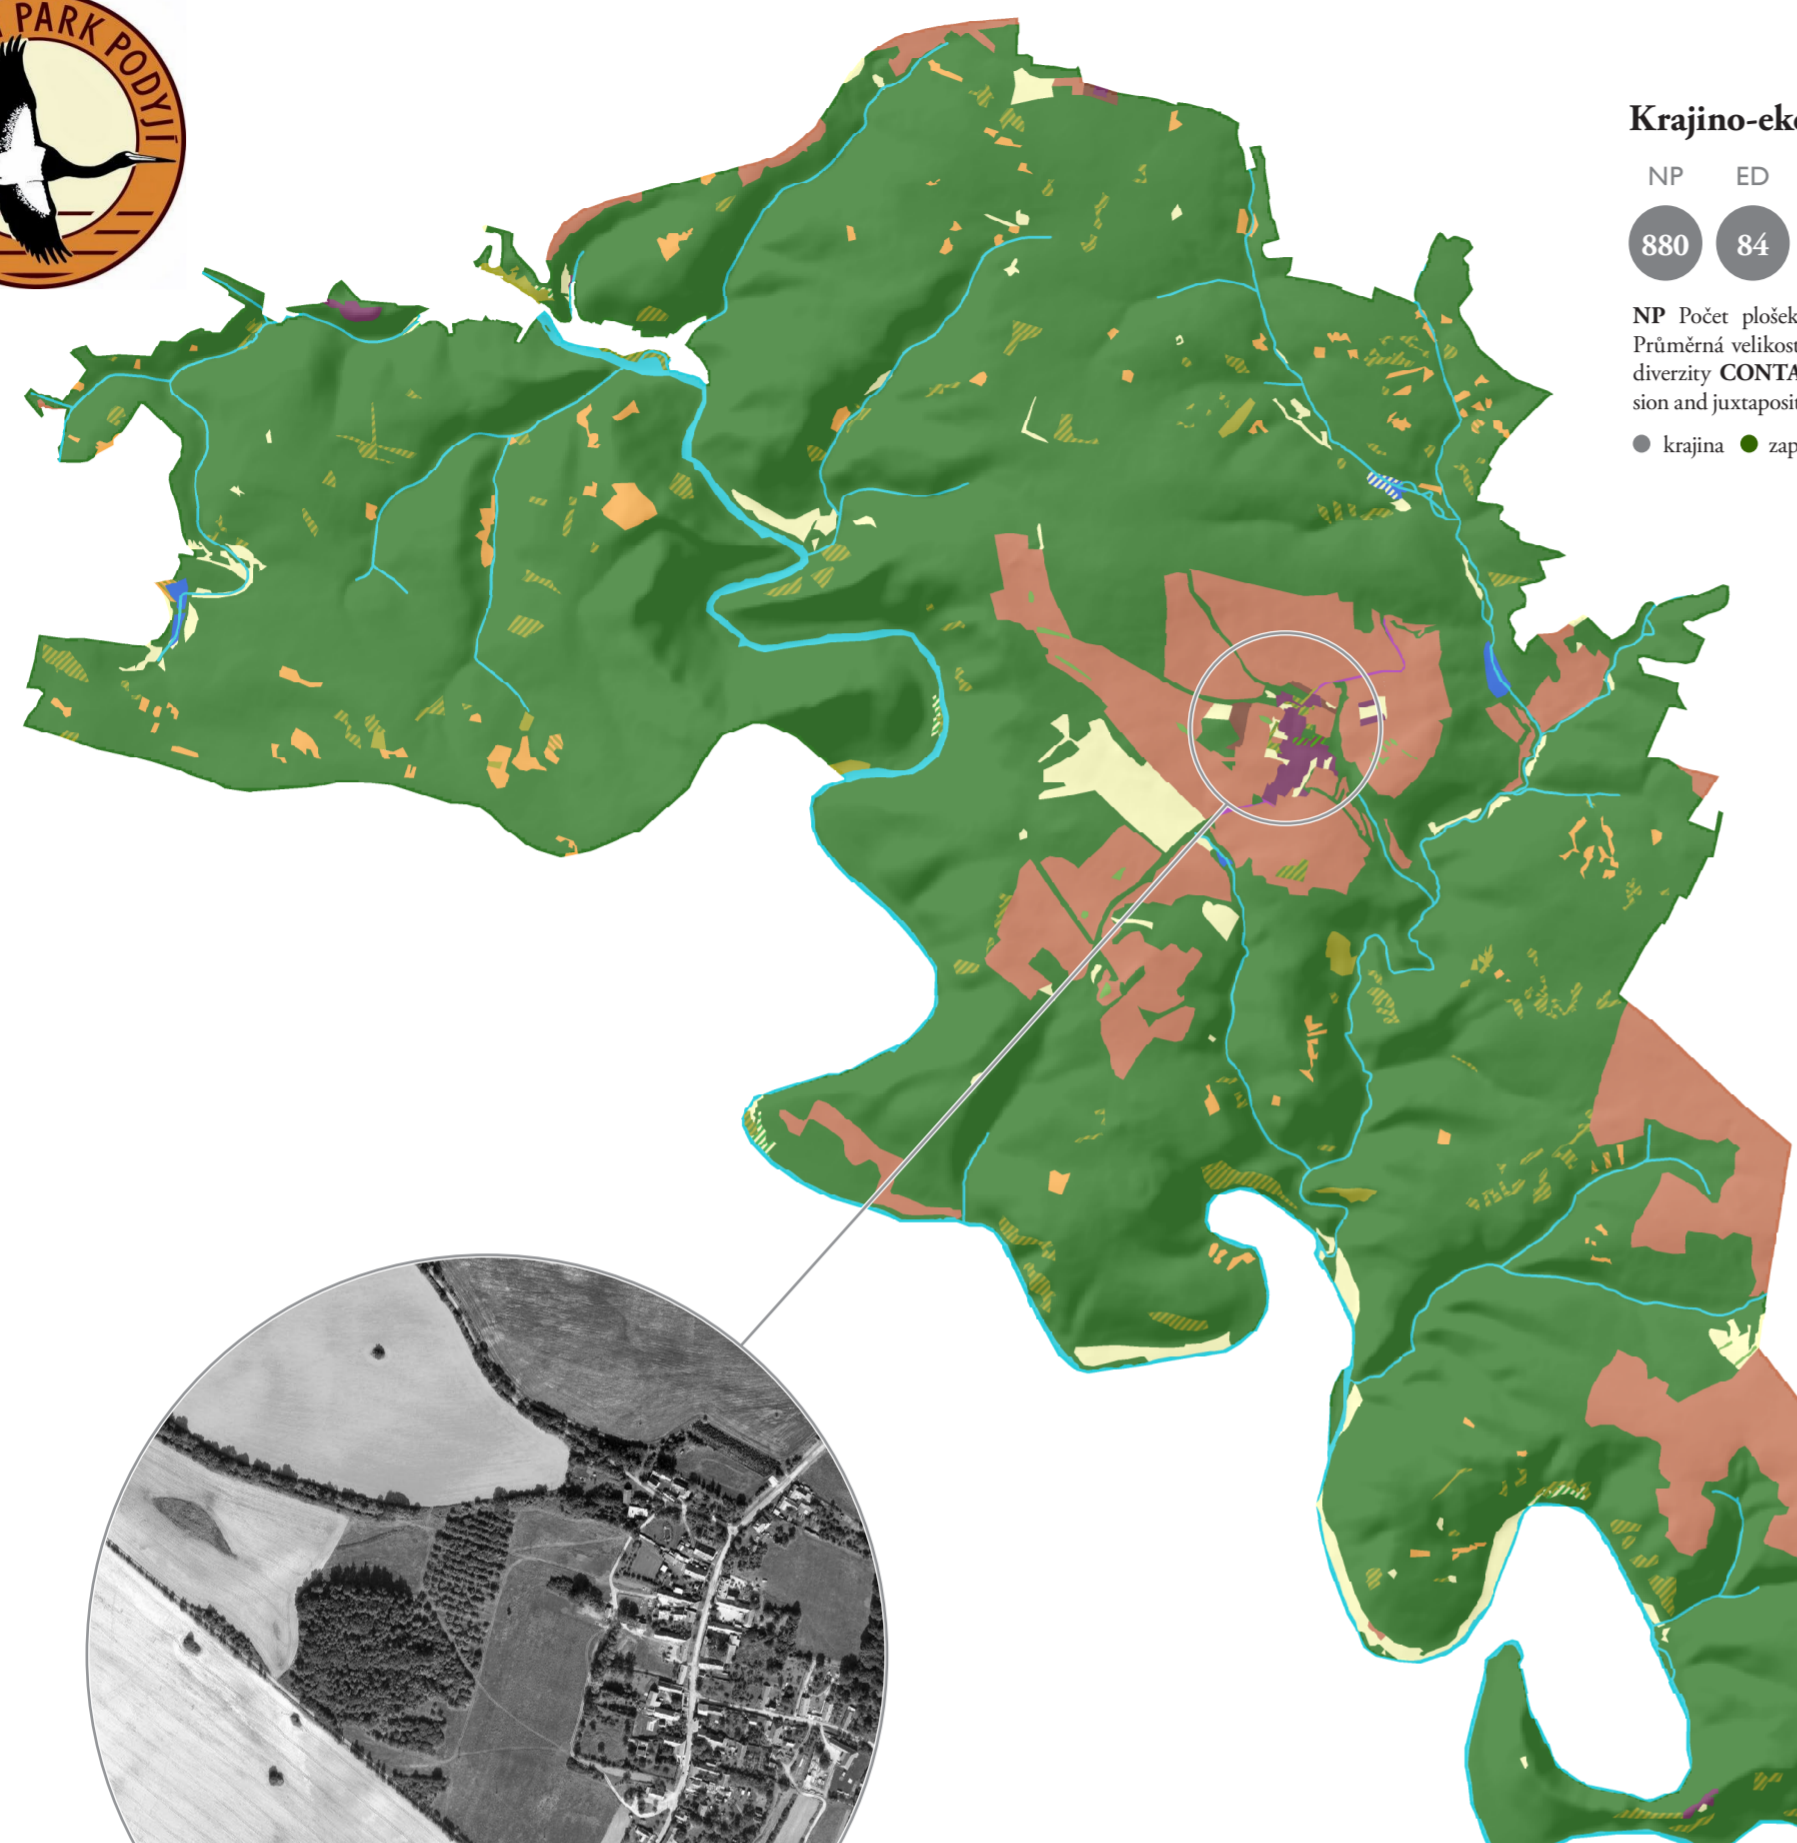 PARK PODYJÍ
Krajino-eko
NP ED
880 84
NP Počet plošek
Průměrná velikost
diverzity CONTA
sion and juxtaposit
krajina zap